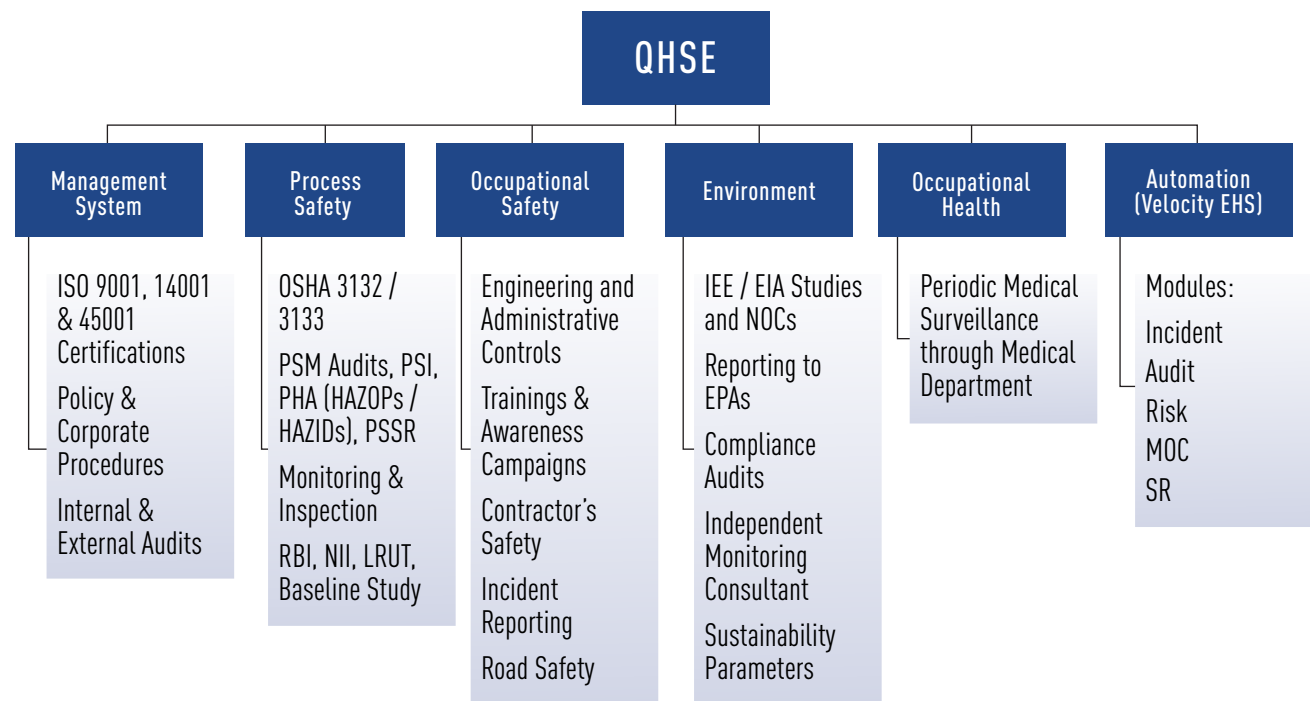 QHSE
Management
System
ISO 9001, 14001
& 45001
Certifications
Policy &
Corporate
Procedures
Internal &
External Audits
Process
Safety
OSHA 3132 /
3133
PSM Audits, PSI,
PHA (HAZOPs /
HAZIDs), PSSR
Monitoring &
Inspection
RBI, NII, LRUT,
Baseline Study
Occupational
Safety
Engineering and
Administrative
Controls
Trainings &
Awareness
Campaigns
Contractor’s
Safety
Incident
Reporting
Road Safety
Environment
IEE / EIA Studies
and NOCs
Reporting to
EPAs
Compliance
Audits
Independent
Monitoring
Consultant
Sustainability
Parameters
Occupational
Health
Periodic Medical
Surveillance
through Medical
Department
Automation
(Velocity EHS)
Modules:
Incident
Audit
Risk
MOC
SR